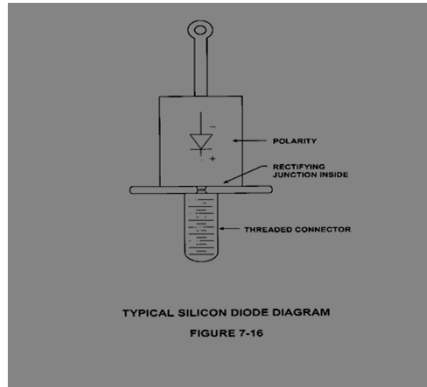 −
+
POLARITY
RECTIFYING
JUNCTION INSIDE
THREADED CONNECTOR
TYPICAL SILICON DIODE DIAGRAM
FIGURE 7-16